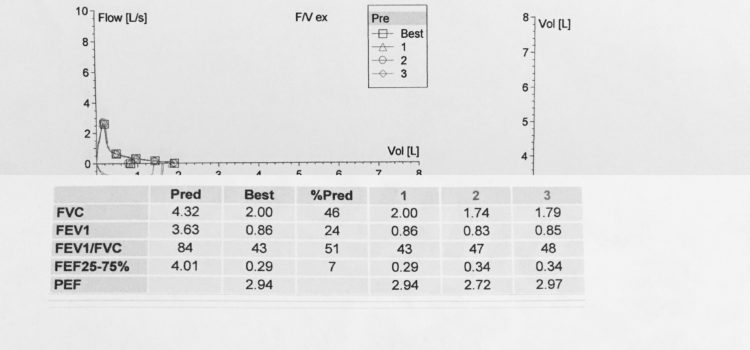 10 Flow [L/s] F/V ex Pre 8 Vol [L]
Best
8 1 7
2
6 3 6
4 5
2
Vol [L] 4
0
1 2 3 4 5 6 7 8
Pred Best %Pred 1 2 3
FVC 4.32 2.00 46 2.00 1.74 1.79
FEV1 3.63 0.86 24 0.86 0.83 0.85
FEV1/FVC 84 43 51 43 47 48
FEF25-75% 4.01 0.29 7 0.29 0.34 0.34
PEF 2.94 2.94 2.72 2.97